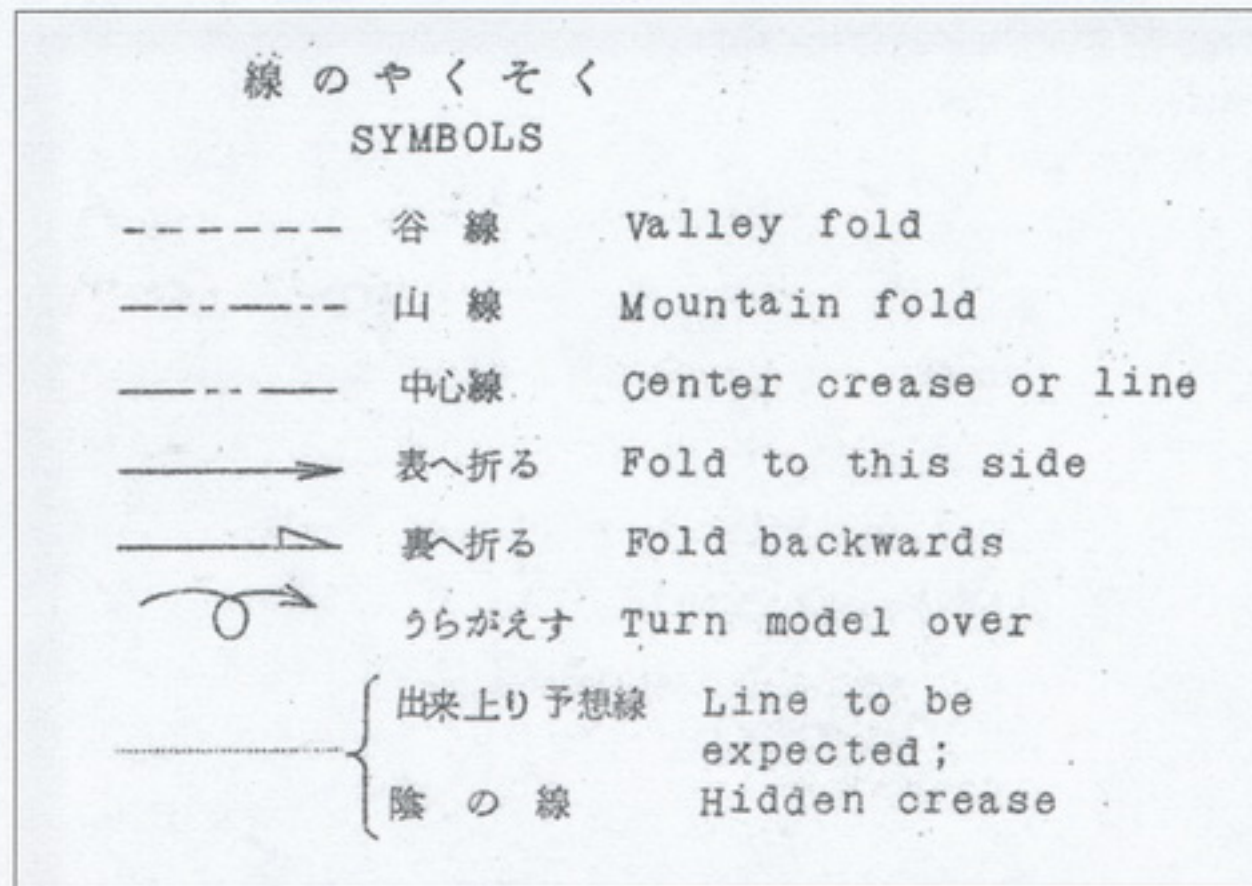 線のやくそく
SYMBOLS
谷線 Valley fold
山線 Mountain fold
中心線 Center crease or line
表へ折る Fold to this side
裏へ折る Fold backwards
うらがえす Turn model over
出来上り予想線 Line to be
expected;
陰の線 Hidden crease